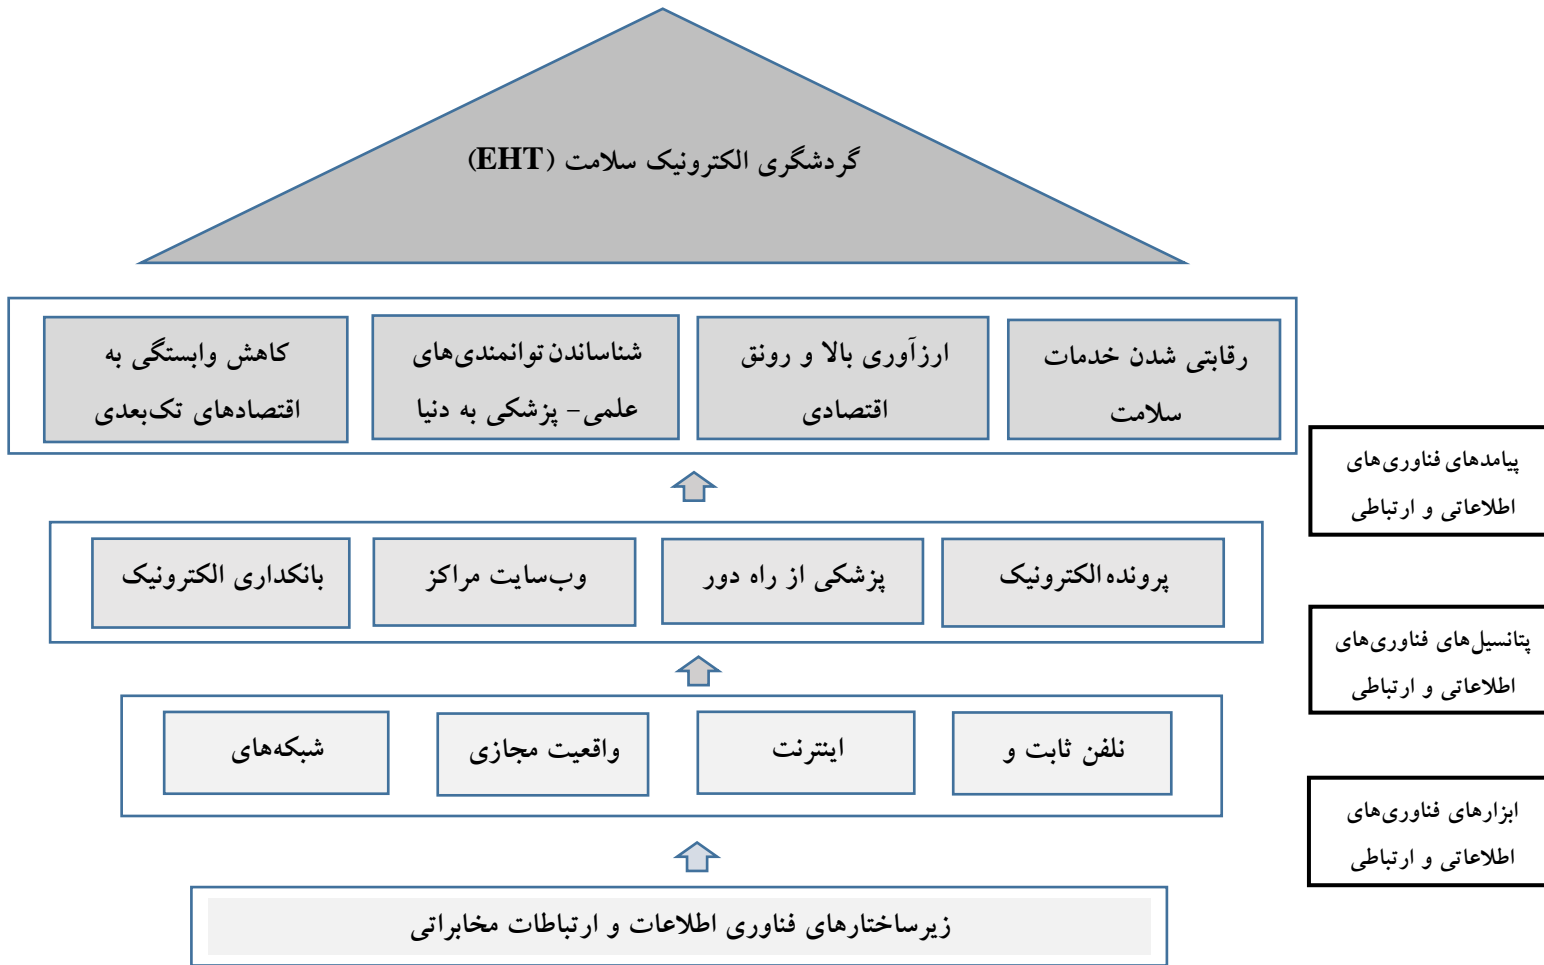 گردشگری الکترونیک سلامت (EHT)
رقابتی شدن خدمات
سلامت
ارزآوری بالا و رونق
اقتصادی
شناساندن توانمندی‌های
علمی- پزشکی به دنیا
کاهش وابستگی به
اقتصادهای تک‌بعدی
پیامدهای فناوری‌های
اطلاعاتی و ارتباطی
پرونده الکترونیک
پزشکی از راه دور
وب‌سایت مراکز
بانکداری الکترونیک
پتانسیل‌های فناوری‌های
اطلاعاتی و ارتباطی
نلفن ثابت و
اینترنت
واقعیت مجازی
شبکه‌های
ابزارهای فناوری‌های
اطلاعاتی و ارتباطی
زیرساختارهای فناوری اطلاعات و ارتباطات مخابراتی